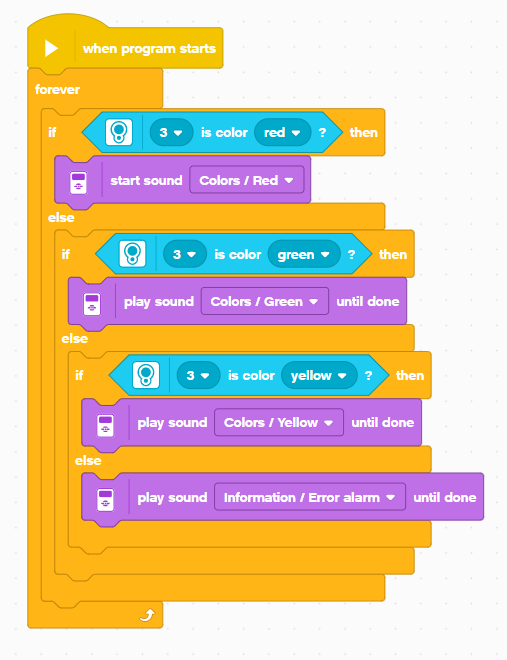 when program starts
forever
if 3 is color red ? then
start sound Colors / Red
else
if 3 is color green ? then
play sound Colors / Green until done
else
if 3 is color yellow ? then
play sound Colors / Yellow until done
else
play sound Information / Error alarm until done